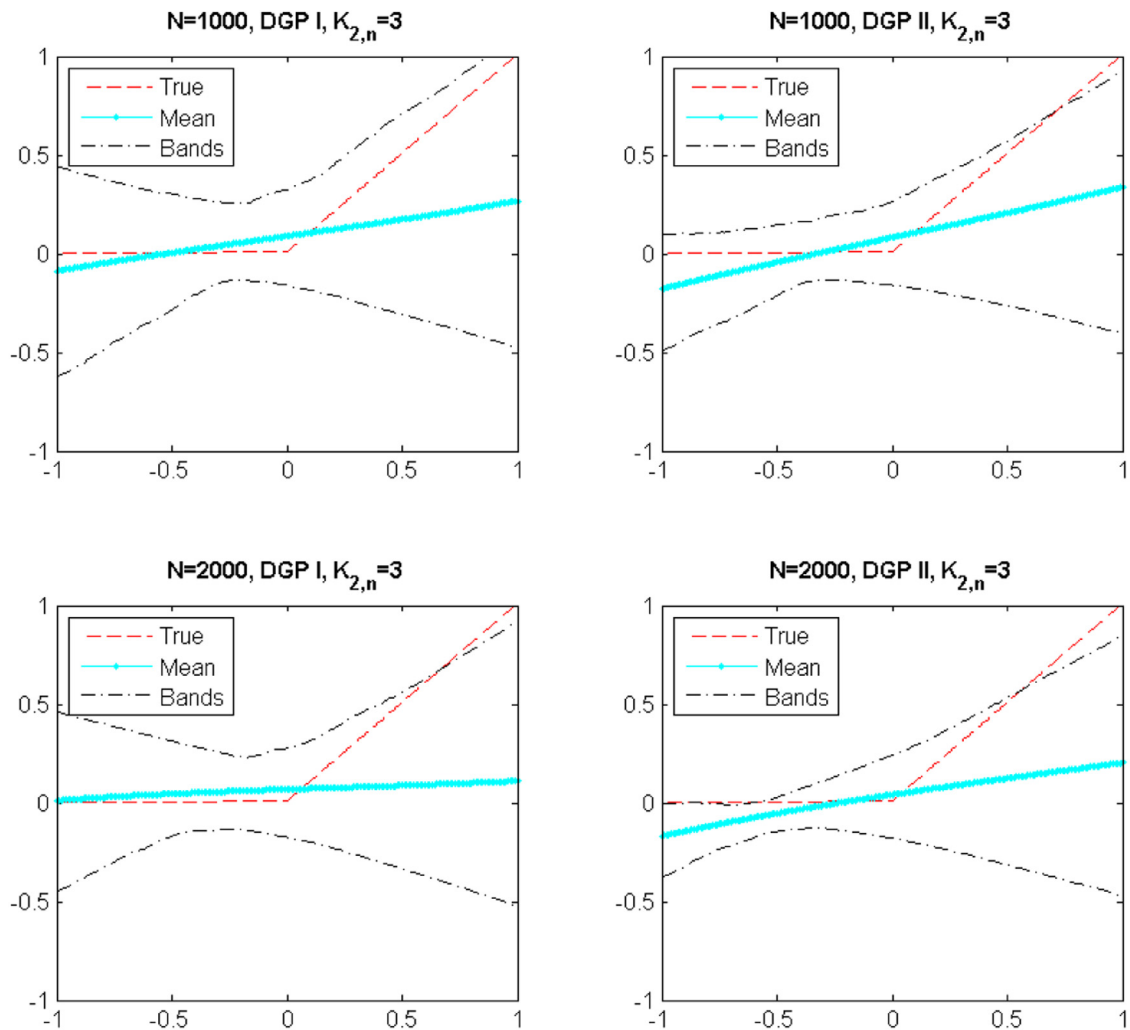 N=1000, DGP I, K2,n=3
1
0.5
0
-0.5
-1
-1
-0.5
0
0.5
1
True
Mean
Bands
N=1000, DGP II, K2,n=3
1
0.5
0
-0.5
-1
-1
-0.5
0
0.5
1
True
Mean
Bands
N=2000, DGP I, K2,n=3
1
0.5
0
-0.5
-1
-1
-0.5
0
0.5
1
True
Mean
Bands
N=2000, DGP II, K2,n=3
1
0.5
0
-0.5
-1
-1
-0.5
0
0.5
1
True
Mean
Bands